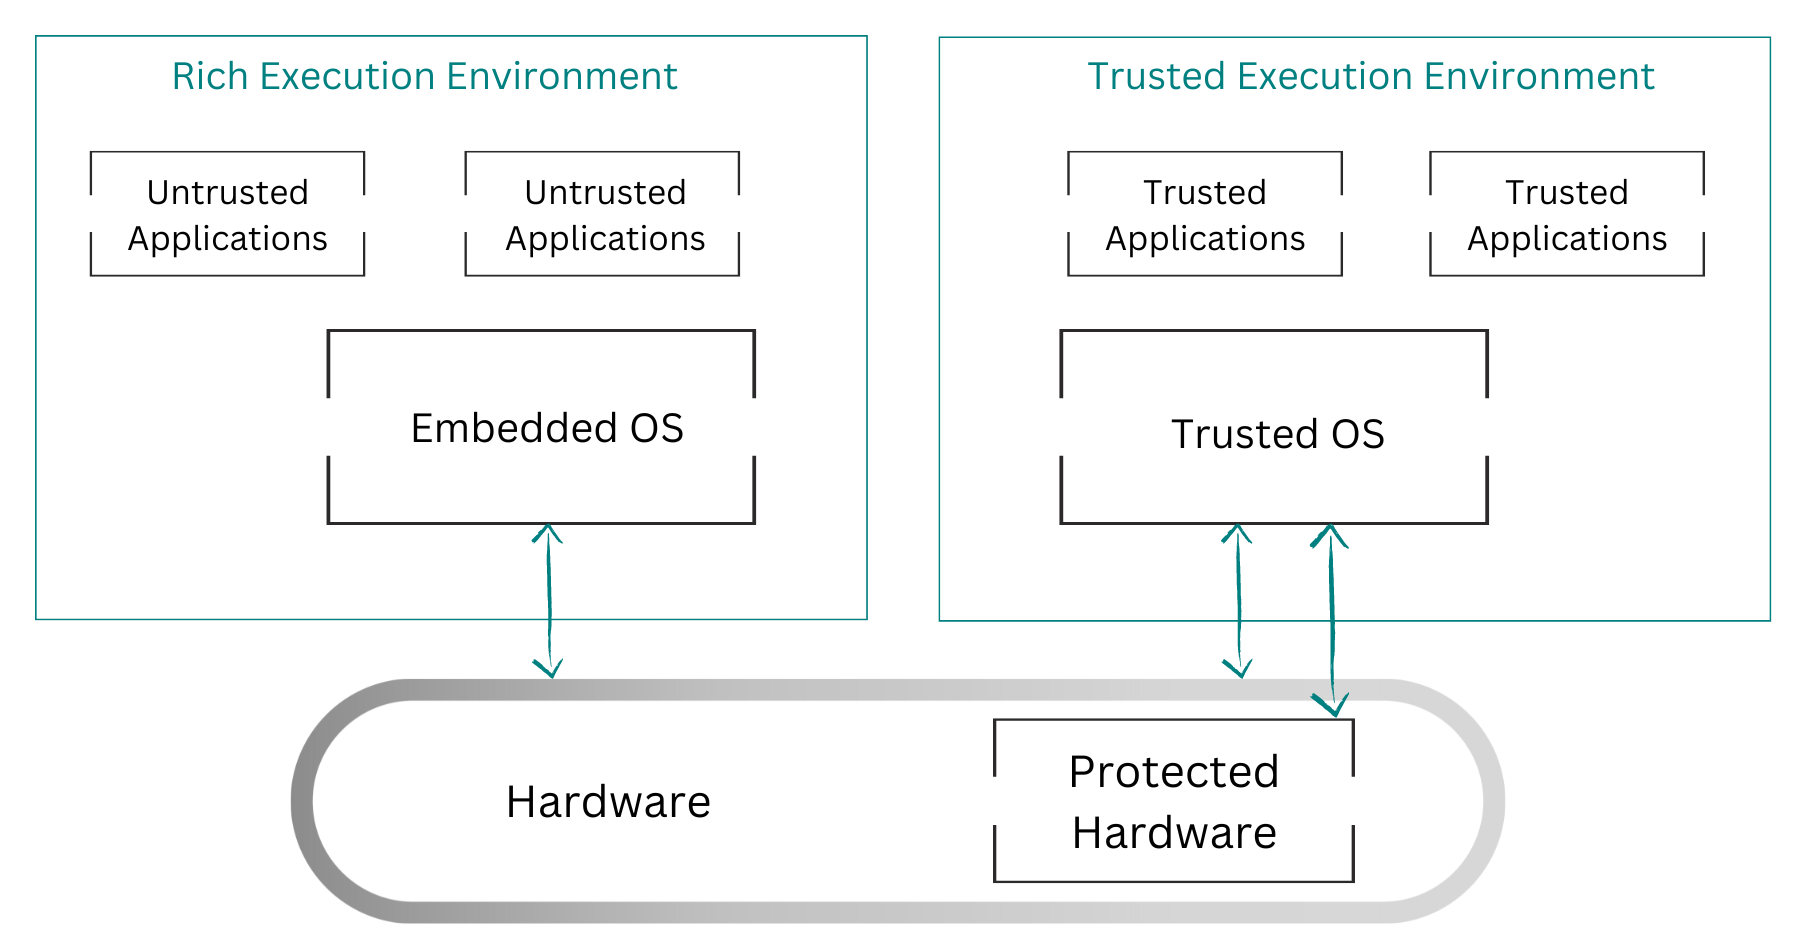 Rich Execution Environment
Untrusted
Applications
Untrusted
Applications
Embedded OS
Trusted Execution Environment
Trusted
Applications
Trusted
Applications
Trusted OS
Hardware
Protected
Hardware